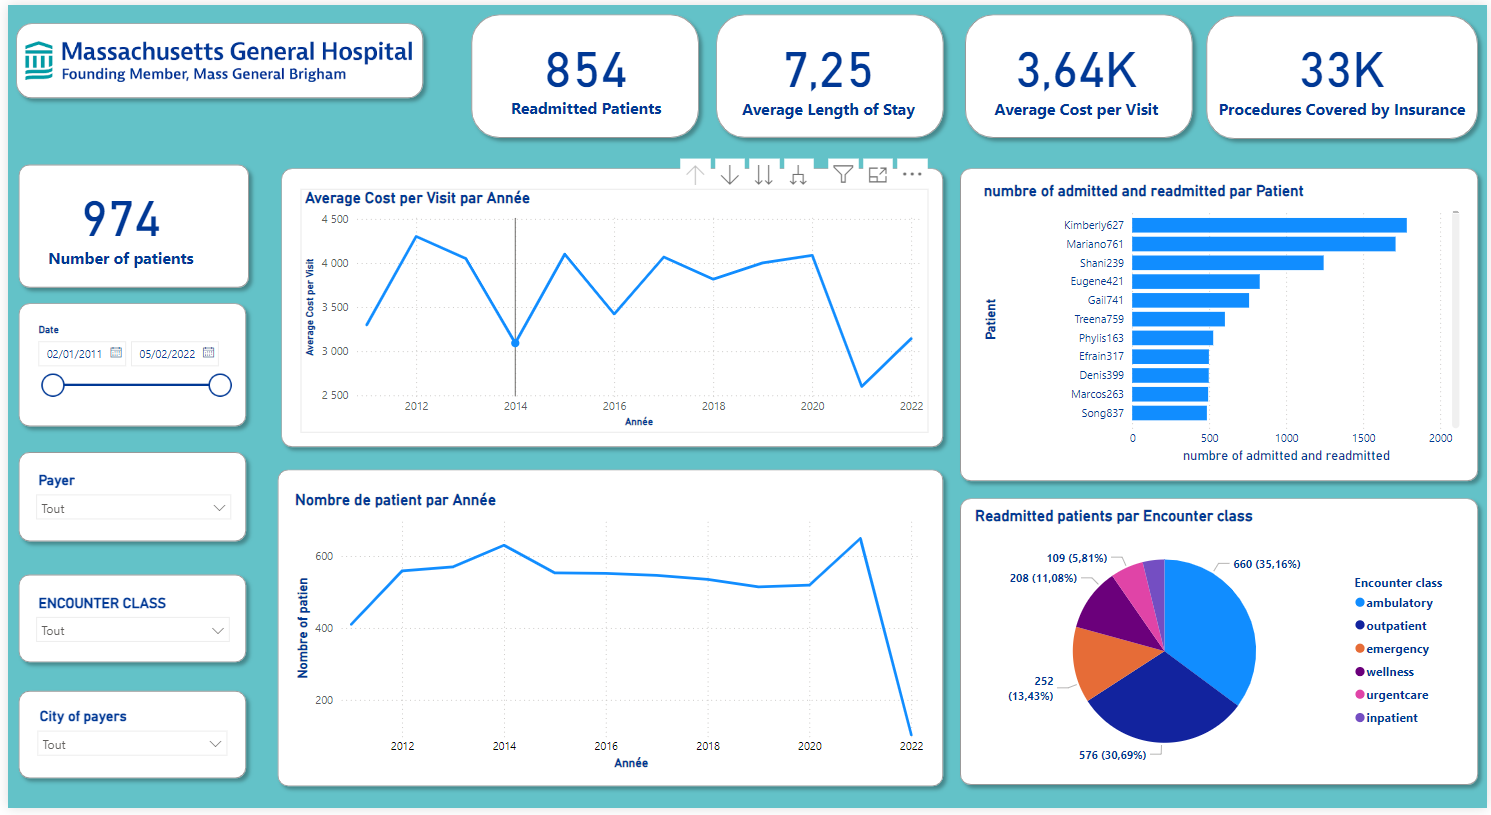 Massachusetts General Hospital
Founding Member, Mass General Brigham
854
Readmitted Patients
7,25
Average Length of Stay
3,64K
Average Cost per Visit
33K
Procedures Covered by Insurance
974
Number of patients
Date
02/01/2011
05/02/2022
Payer
Tout
ENCOUNTER CLASS
Tout
City of payers
Tout
Average Cost per Visit par Année
Average Cost per Visit
4 500
4 000
3 500
3 000
2 500
2012
2014
2016
2018
2020
2022
Année
Nombre de patient par Année
Nombre of patien
600
400
200
2012
2014
2016
2018
2020
2022
Année
numbre of admitted and readmitted par Patient
Patient
Kimberly627
Mariano761
Shani239
Eugene421
Gail741
Treena759
Phylis163
Efrain317
Denis399
Marcos263
Song837
0
500
1000
1500
2000
numbre of admitted and readmitted
Readmitted patients par Encounter class
109 (5,81%)
208 (11,08%)
252
(13,43%)
576 (30,69%)
660 (35,16%)
Encounter class
ambulatory
outpatient
emergency
wellness
urgentcare
inpatient